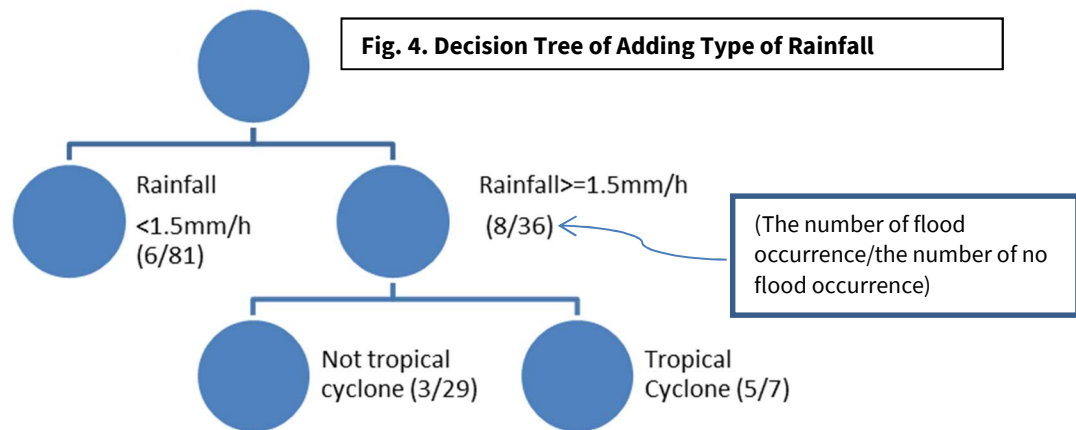 Fig. 4. Decision Tree of Adding Type of Rainfall
Rainfall
<1.5mm/h
(6/81)
Rainfall>=1.5mm/h
(8/36)
(The number of flood
occurrence/the number of no
flood occurrence)
Not tropical
cyclone (3/29)
Tropical
Cyclone (5/7)